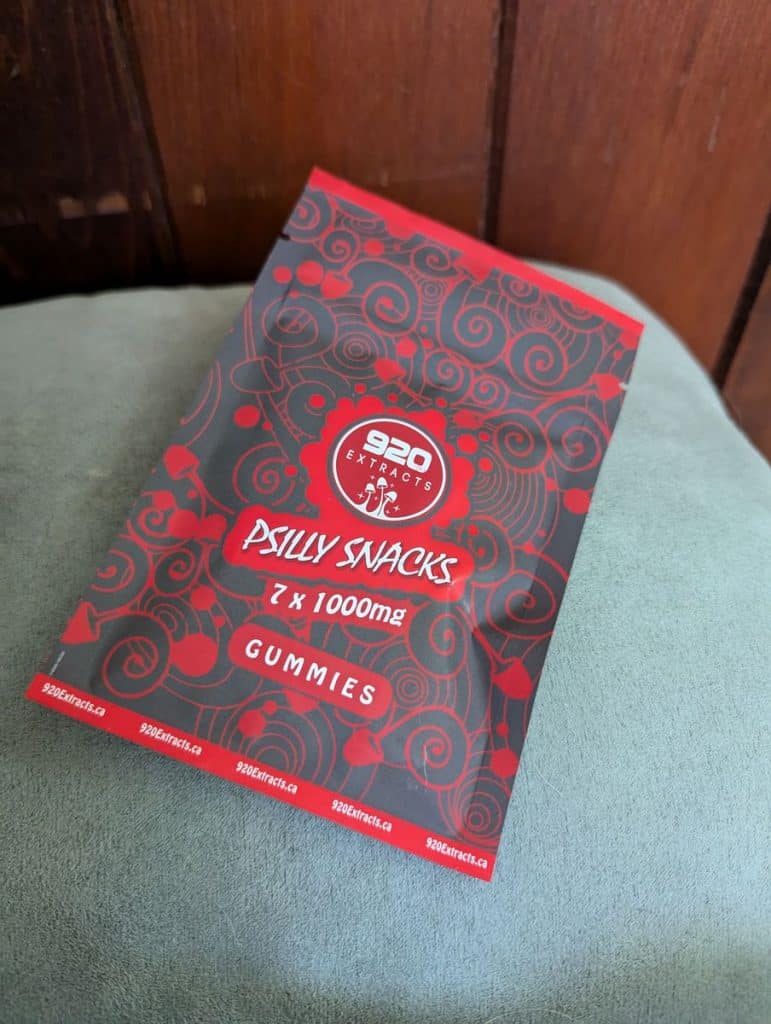 920
EXTRACTS
PSILLY SNACKS
7 x 1000mg
GUMMIES
920Extracts.ca
920Extracts.ca
920Extracts.ca
920Extracts.ca
920Extracts.ca